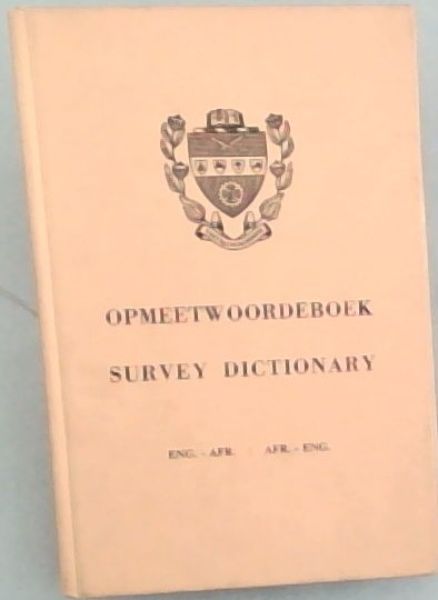 OPMEETWOORDEBOEK
SURVEY DICTIONARY
ENG. - AFR. AFR. - ENG.